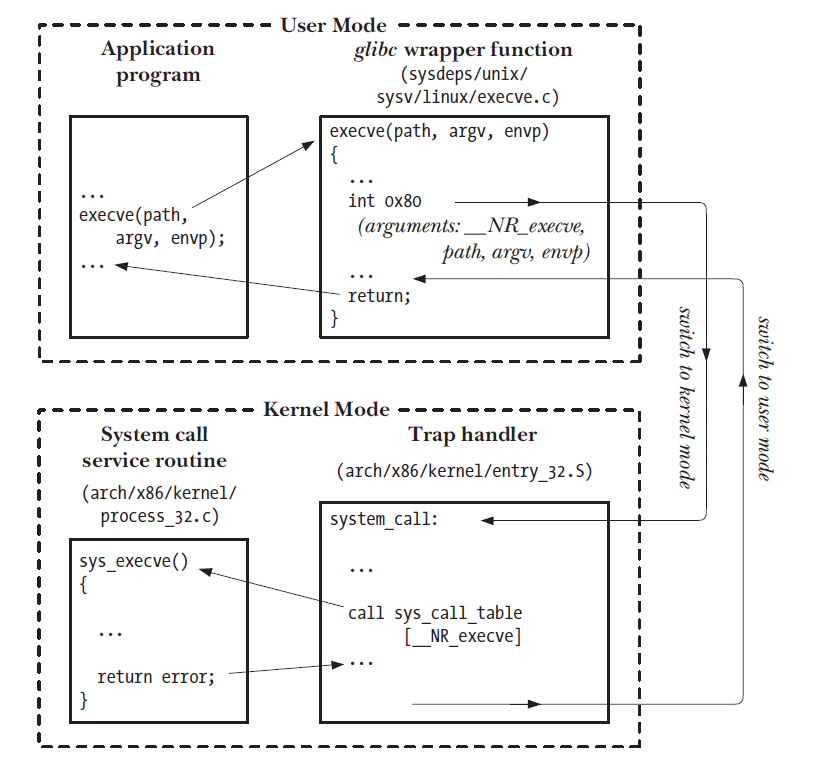 User Mode
Application
program
glibc wrapper function
(sysdeps/unix/
sysv/linux/execve.c)
...
execve(path,
argv, envp);
...
execve(path, argv, envp)
{
...
int 0x80
(arguments: __NR_execve,
path, argv, envp)
...
return;
}
switch to kernel mode
switch to user mode
Kernel Mode
System call
service routine
(arch/x86/kernel/
process_32.c)
Trap handler
(arch/x86/kernel/entry_32.S)
sys_execve()
{
...
return error;
}
system_call:
...
call sys_call_table
[__NR_execve]
...